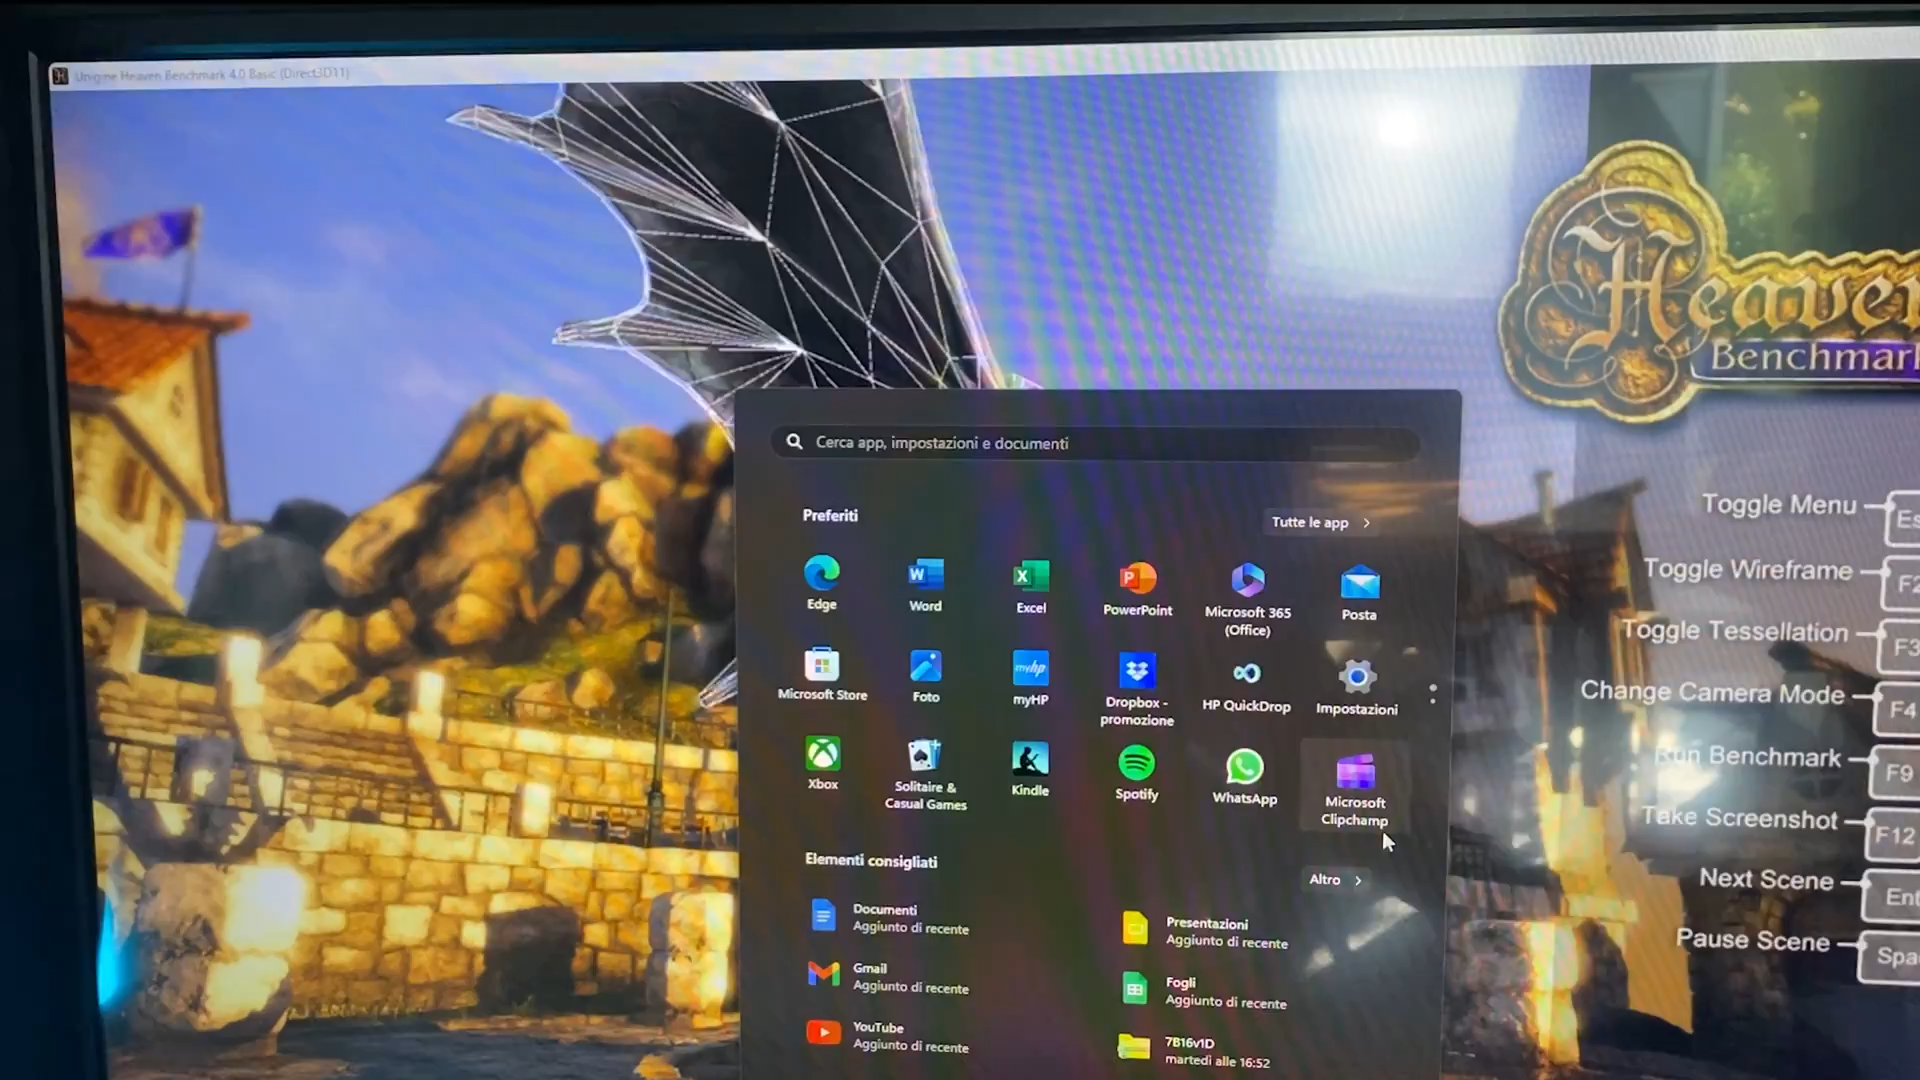 Unigine Heaven Benchmark 4.0 Basic (Direct3D11)
Heaven
Benchmark
Cerca app, impostazioni e documenti
Preferiti
Tutte le app
Edge
Word
Excel
PowerPoint
Microsoft 365
(Office)
Posta
Microsoft Store
Foto
myhp
myHP
Dropbox -
promozione
HP QuickDrop
Impostazioni
Xbox
Solitaire &
Casual Games
Kindle
Spotify
WhatsApp
Microsoft
Clipchamp
Elementi consigliati
Altro
Documenti
Aggiunto di recente
Presentazioni
Aggiunto di recente
Gmail
Aggiunto di recente
Fogli
Aggiunto di recente
YouTube
Aggiunto di recente
7B16v1D
martedì alle 16:52
Toggle Menu
Es
Toggle Wireframe
F2
Toggle Tessellation
F3
Change Camera Mode
F4
Run Benchmark
F9
Take Screenshot
F12
Next Scene
Ent
Pause Scene
Spa